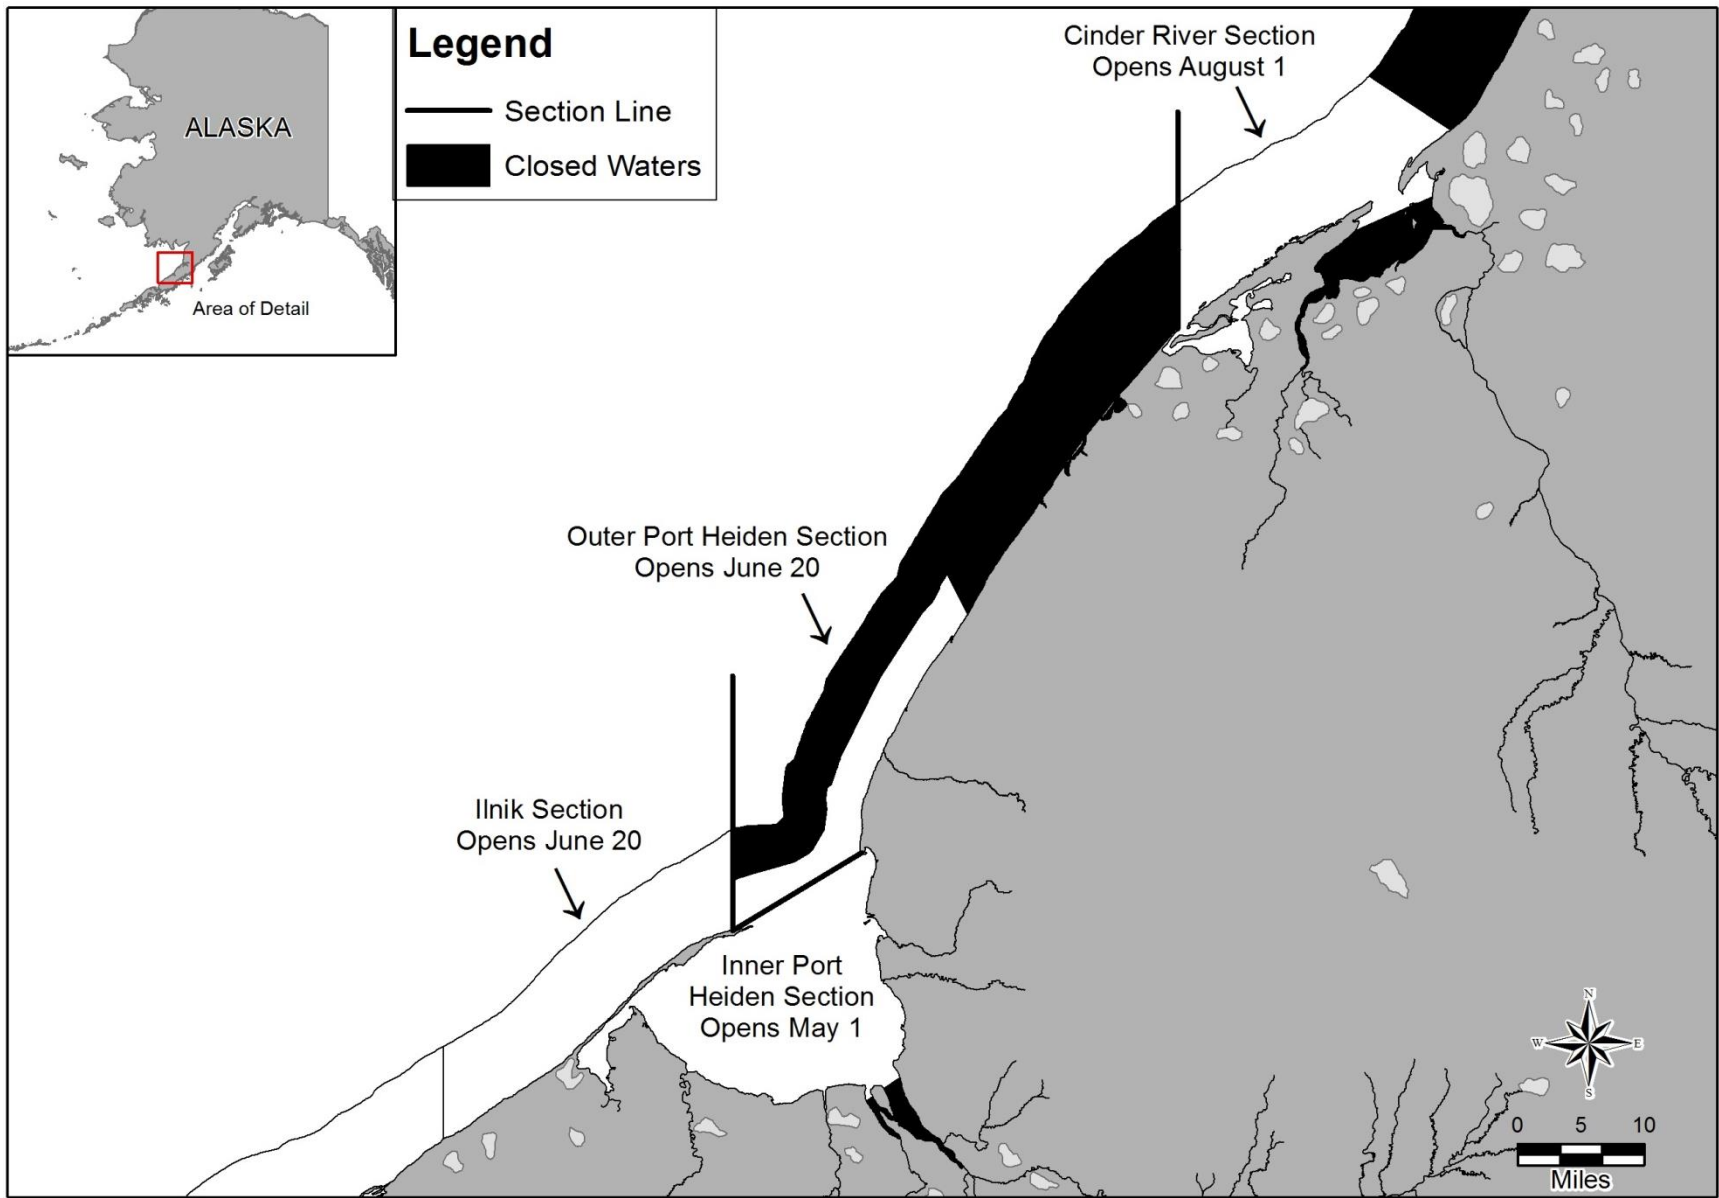 ALASKA
Area of Detail
Legend
Section Line
Closed Waters
Cinder River Section
Opens August 1
Outer Port Heiden Section
Opens June 20
Ilnik Section
Opens June 20
Inner Port
Heiden Section
Opens May 1
N
W
E
S
0 5 10
Miles